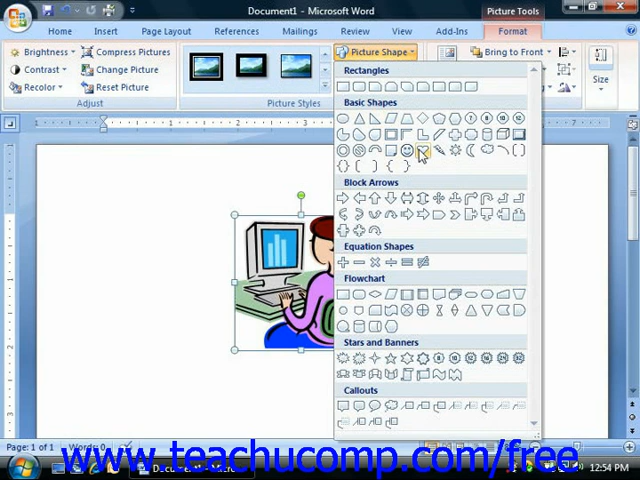 Document1 - Microsoft Word
Picture Tools
Home
Insert
Page Layout
References
Mailings
Review
View
Add-Ins
Format
Brightness
Compress Pictures
Picture Shape
Bring to Front
Contrast
Change Picture
Recolor
Reset Picture
Size
Adjust
Picture Styles
Rectangles
Basic Shapes
Block Arrows
Equation Shapes
Flowchart
Stars and Banners
Callouts
Page: 1 of 1
Words: 0
www.teachucomp.com/free
12:54 PM